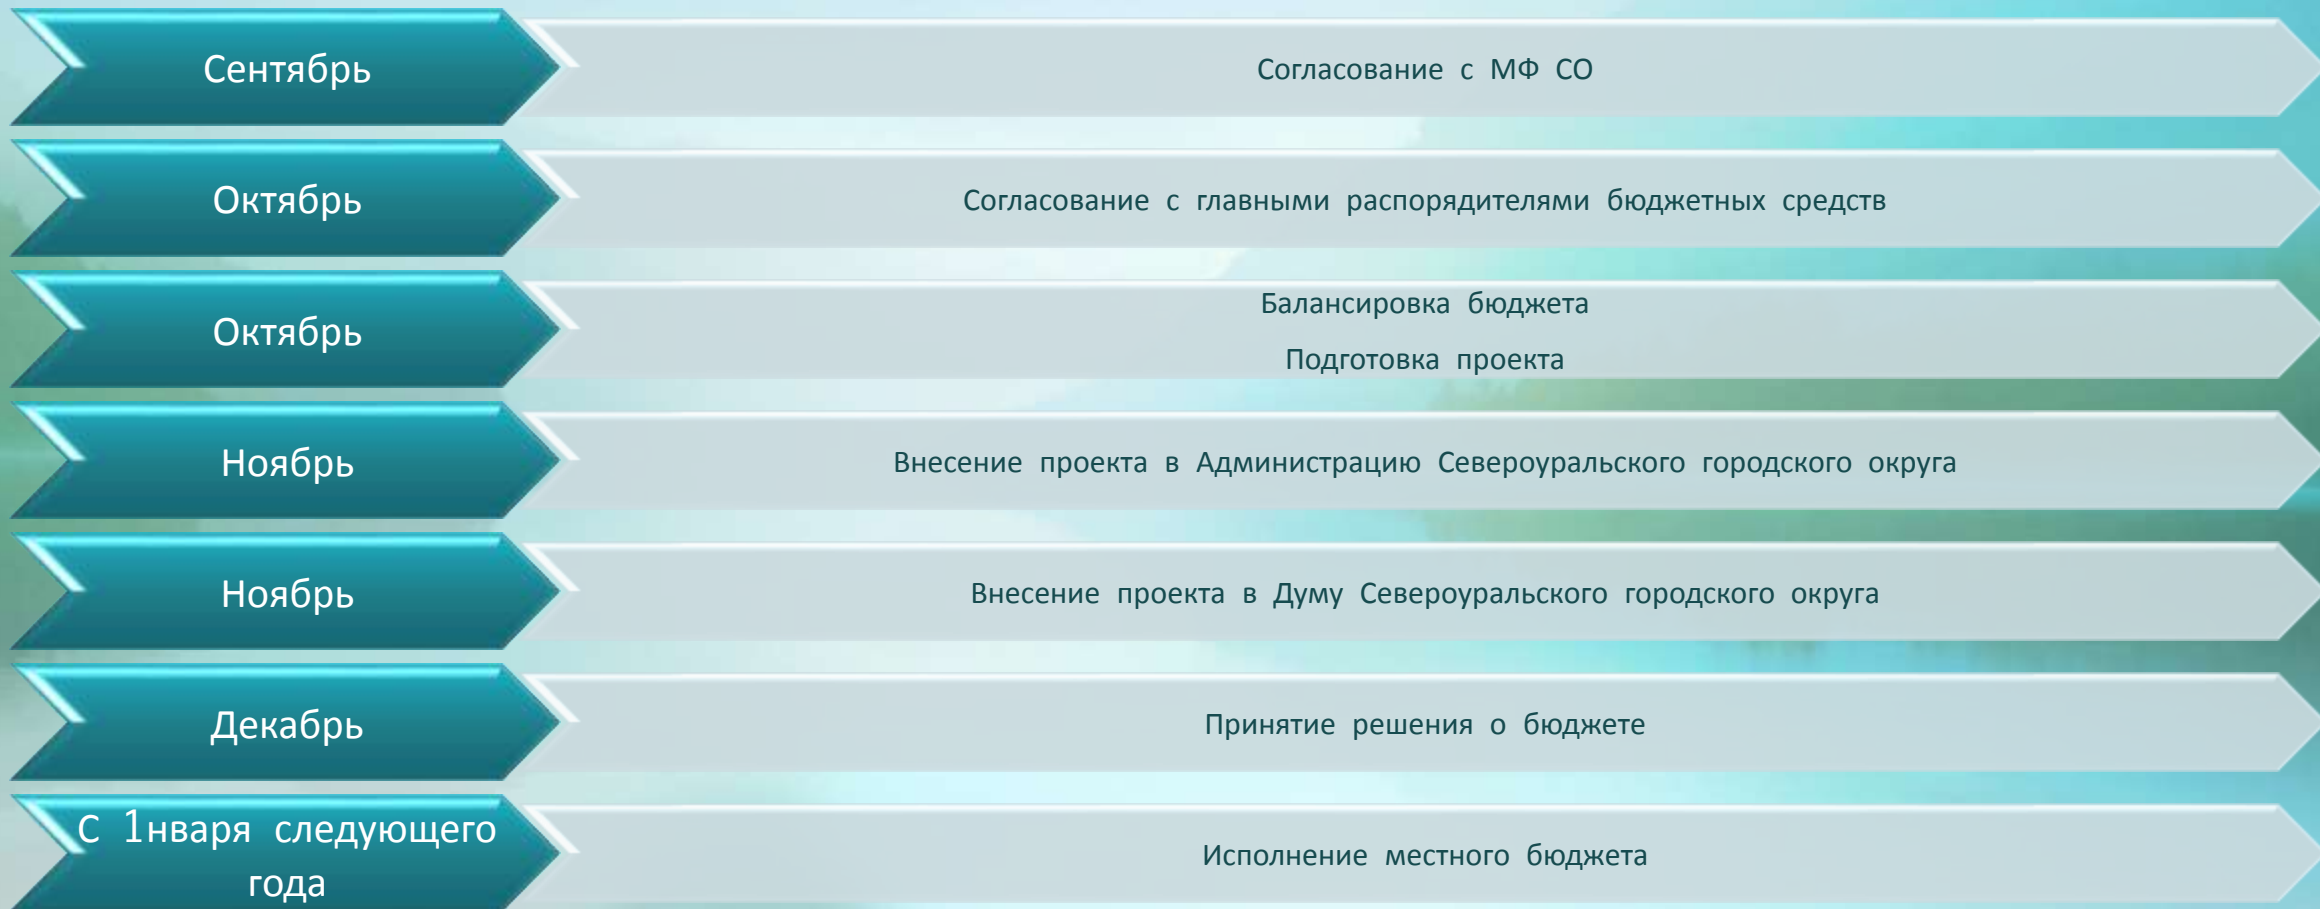 Сентябрь
Согласование с МФ СО
Октябрь
Согласование с главными распорядителями бюджетных средств
Октябрь
Балансировка бюджета
Подготовка проекта
Ноябрь
Внесение проекта в Администрацию Североуральского городского округа
Ноябрь
Внесение проекта в Думу Североуральского городского округа
Декабрь
Принятие решения о бюджете
С 1нваря следующего
года
Исполнение местного бюджета